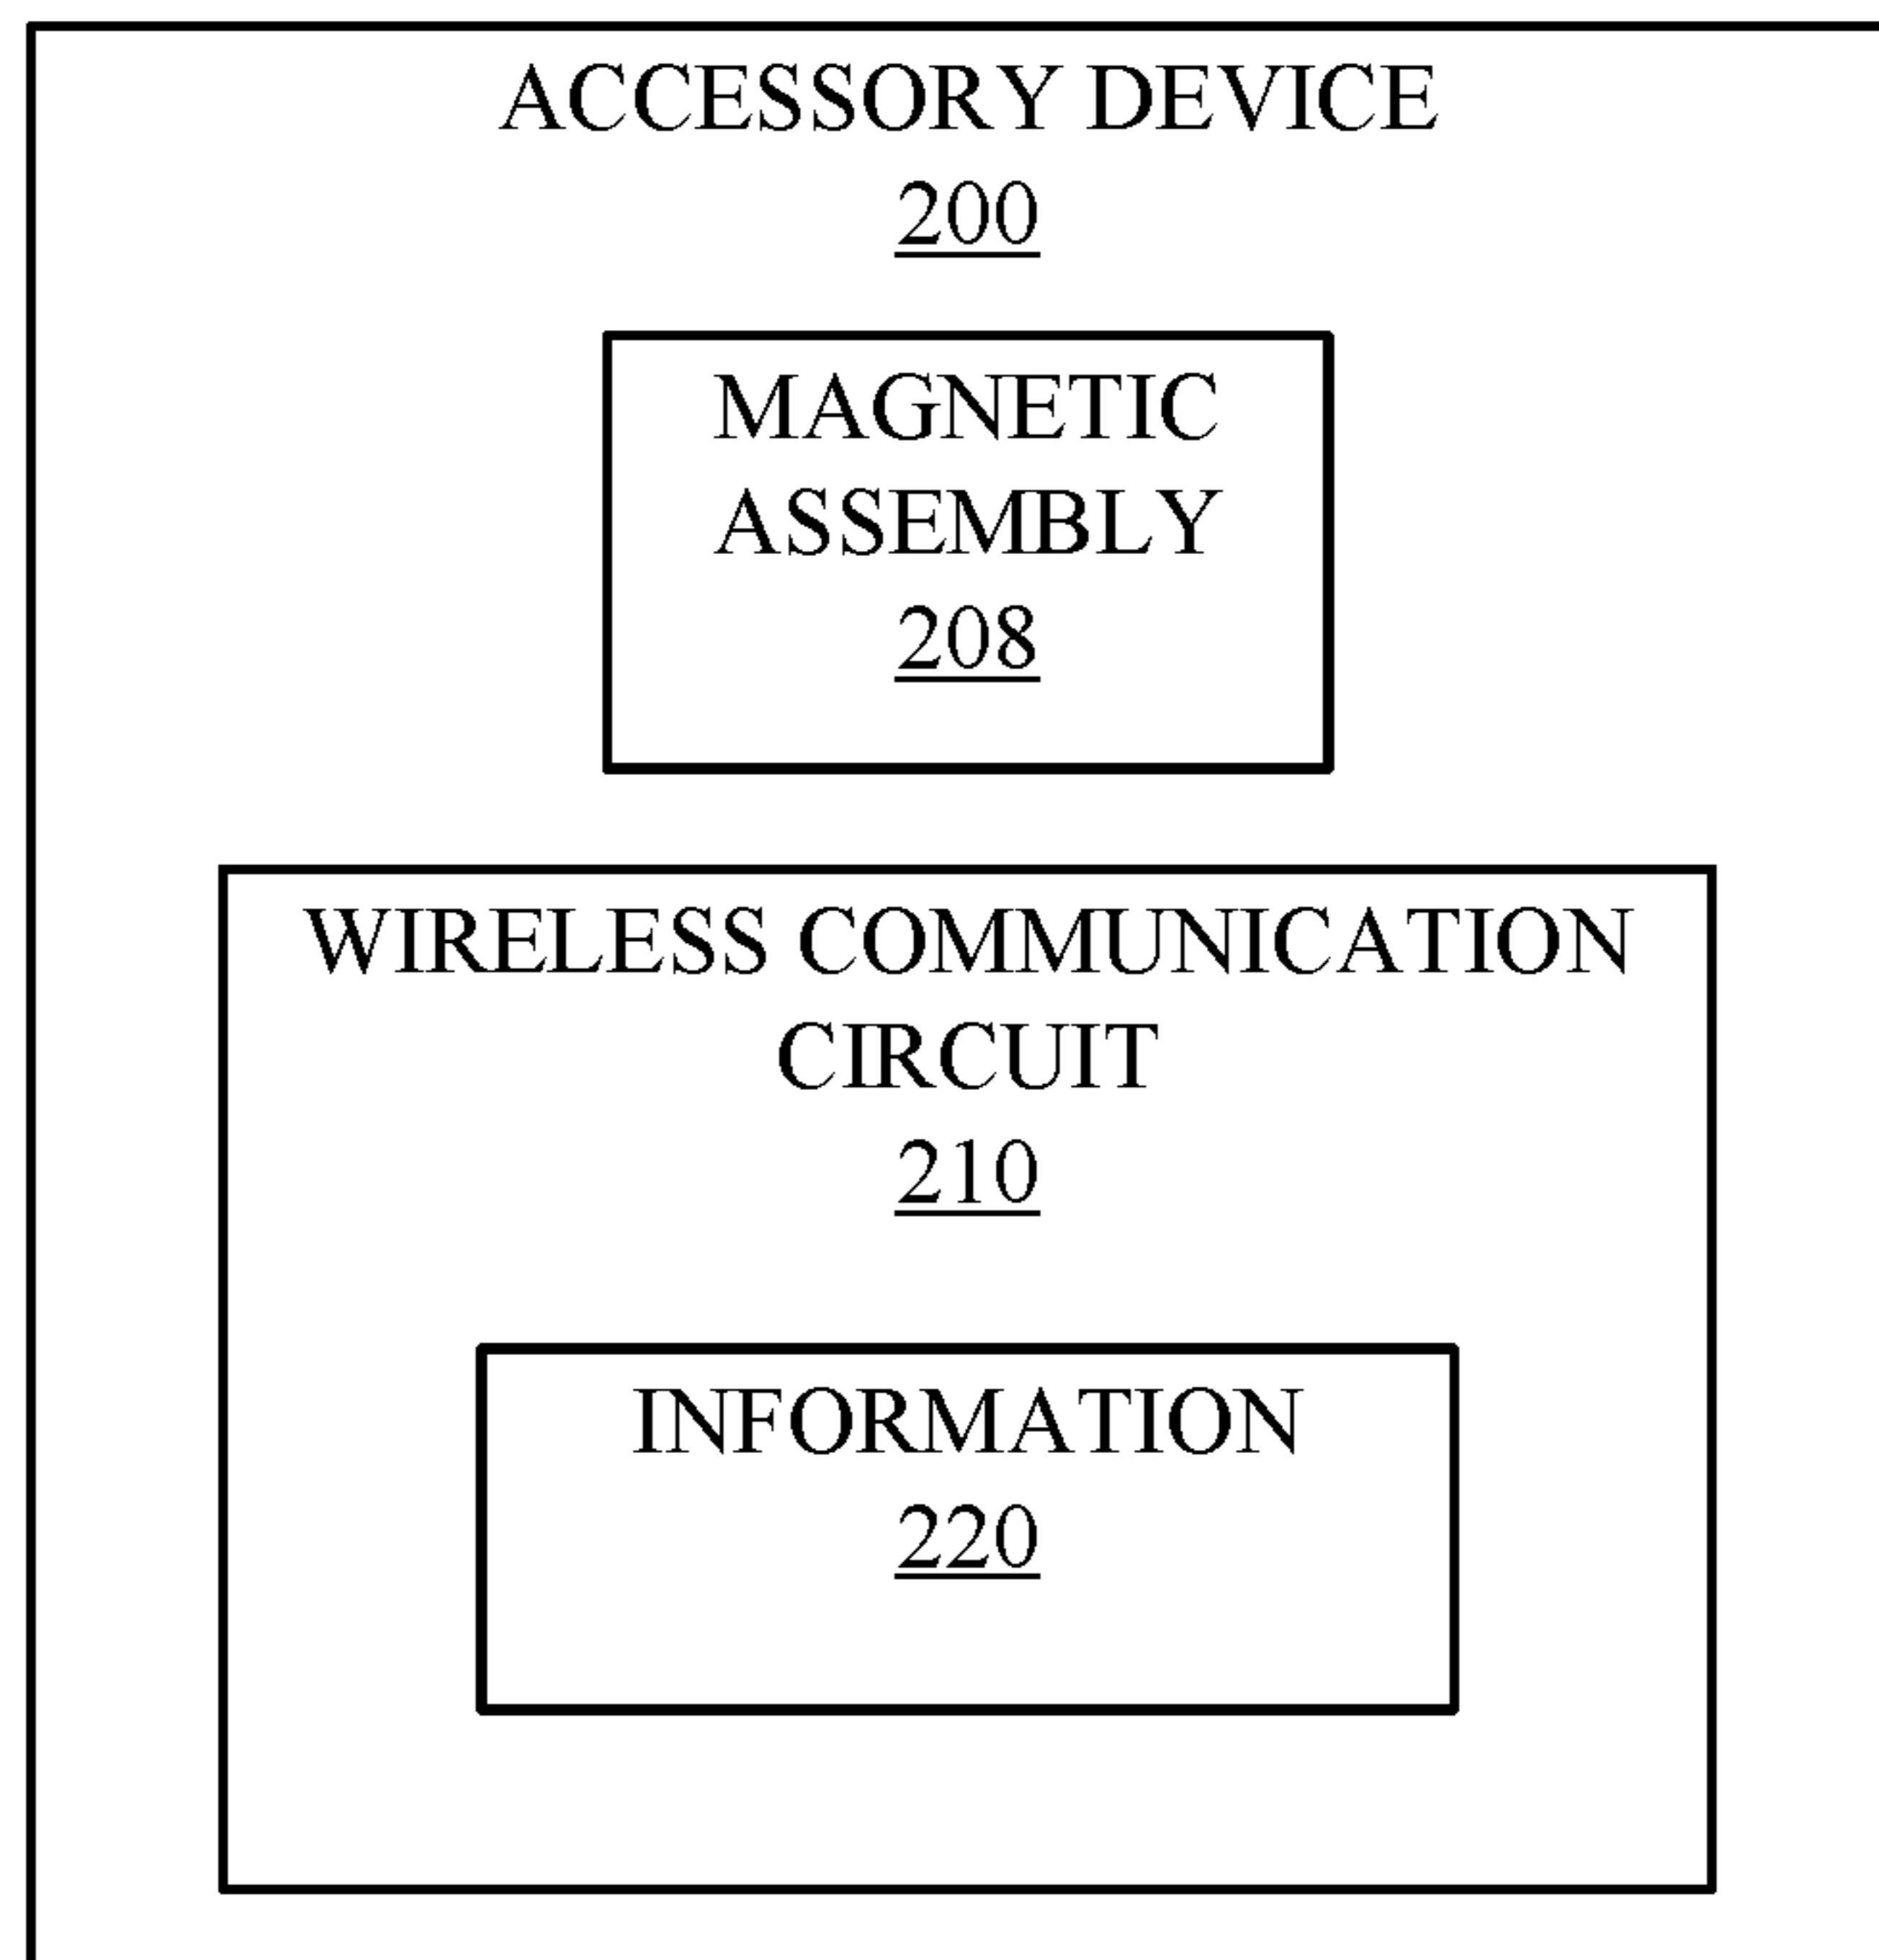 ACCESSORY DEVICE
200
MAGNETIC
ASSEMBLY
208
WIRELESS COMMUNICATION
CIRCUIT
210
INFORMATION
220